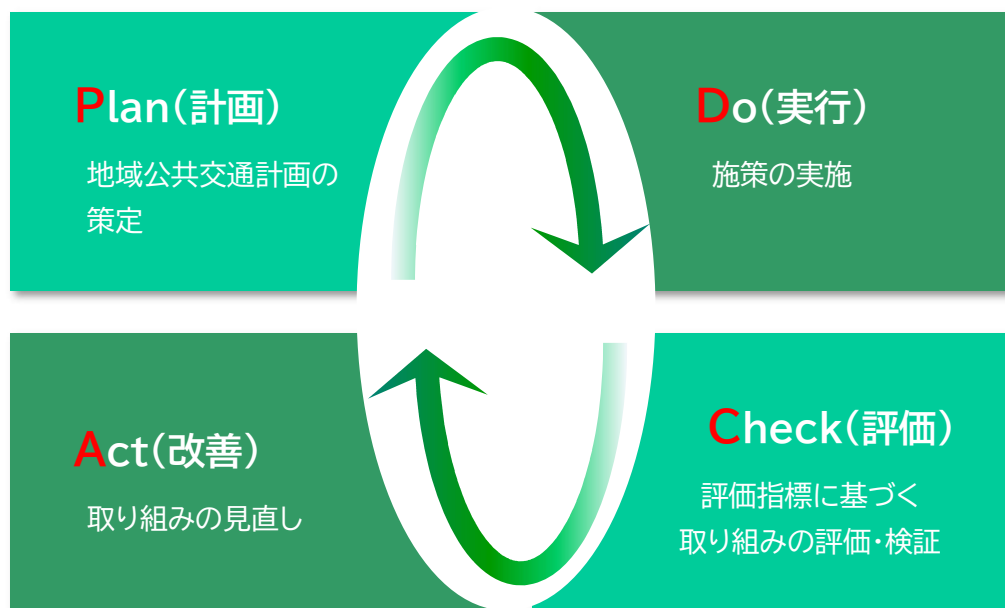 Plan(計画)
地域公共交通計画の
策定
Do(実行)
施策の実施
Act(改善)
取り組みの見直し
Check(評価)
評価指標に基づく
取り組みの評価・検証